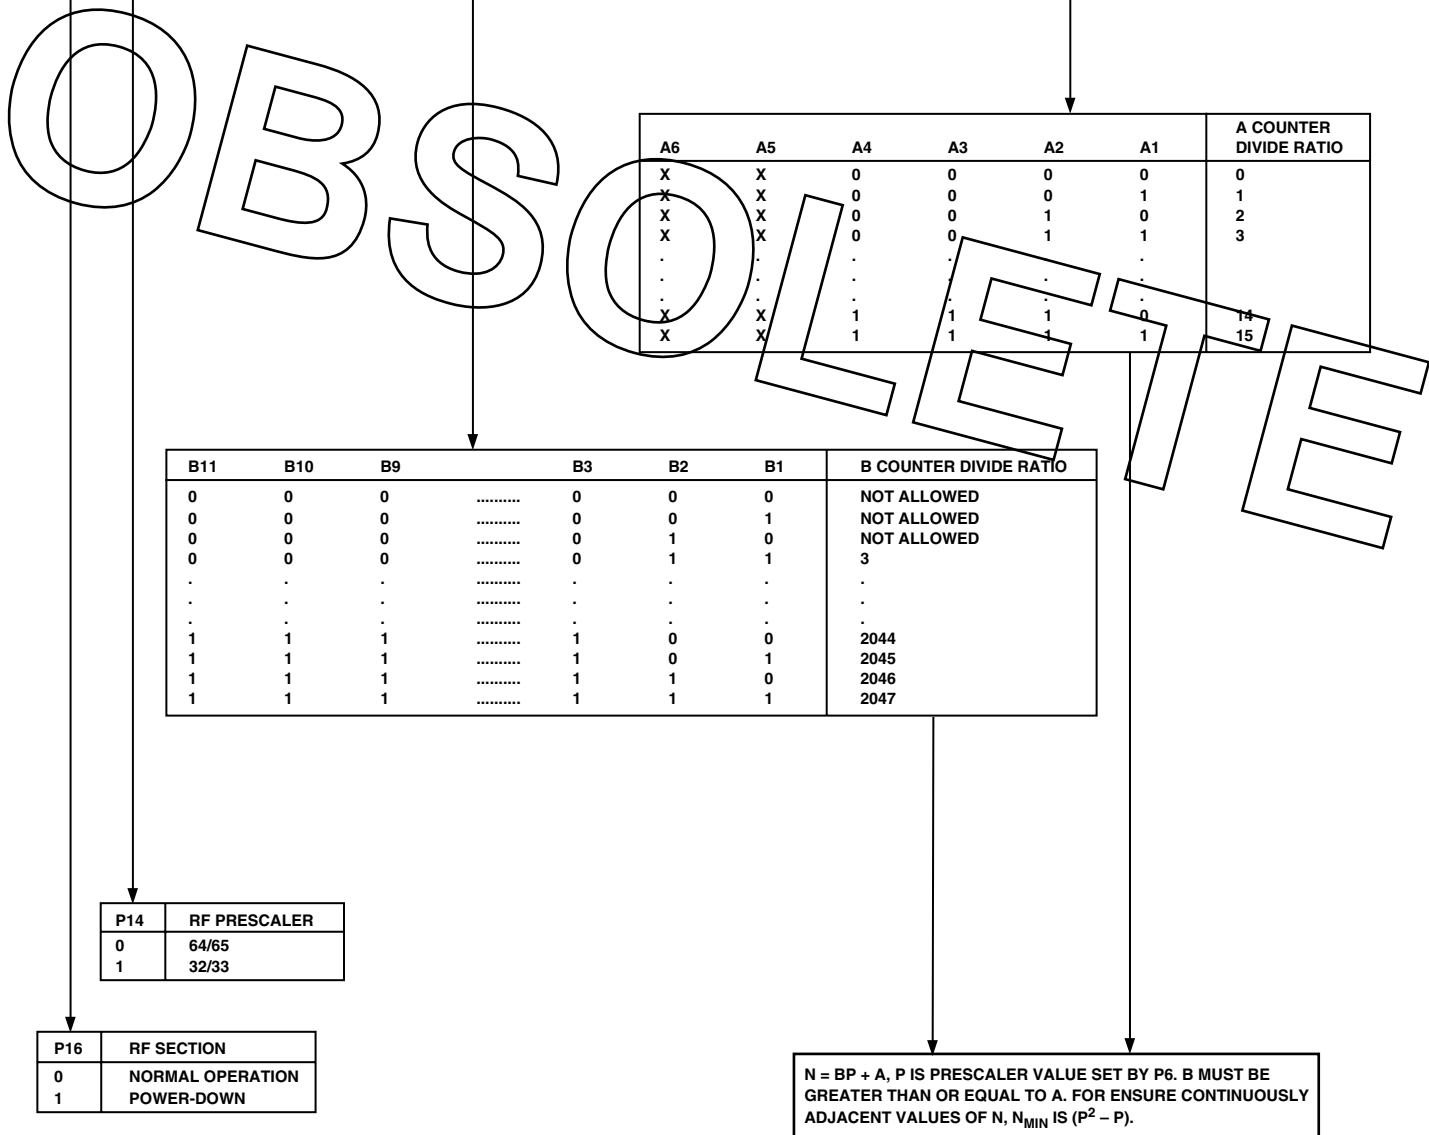 OBSOLETE
A6 A5 A4 A3 A2 A1 A COUNTER DIVIDE RATIO
X X 0 0 0 0 0
X X 0 0 0 1 1
X X 0 0 1 0 2
X X 0 0 1 1 3
. . . . . .
. . . . . .
. . . . . .
X X 1 1 1 0 14
X X 1 1 1 1 15
B11 B10 B9 B3 B2 B1 B COUNTER DIVIDE RATIO
0 0 0 .......... 0 0 0 NOT ALLOWED
0 0 0 .......... 0 0 1 NOT ALLOWED
0 0 0 .......... 0 1 0 NOT ALLOWED
0 0 0 .......... 0 1 1 3
. . . .......... . . . .
. . . .......... . . . .
. . . .......... . . . .
1 1 1 .......... 1 0 0 2044
1 1 1 .......... 1 0 1 2045
1 1 1 .......... 1 1 0 2046
1 1 1 .......... 1 1 1 2047
P14 RF PRESCALER
0 64/65
1 32/33
P16 RF SECTION
0 NORMAL OPERATION
1 POWER-DOWN
N = BP + A, P IS PRESCALER VALUE SET BY P6. B MUST BE
GREATER THAN OR EQUAL TO A. FOR ENSURE CONTINUOUSLY
ADJACENT VALUES OF N, N_MIN IS (P² – P).